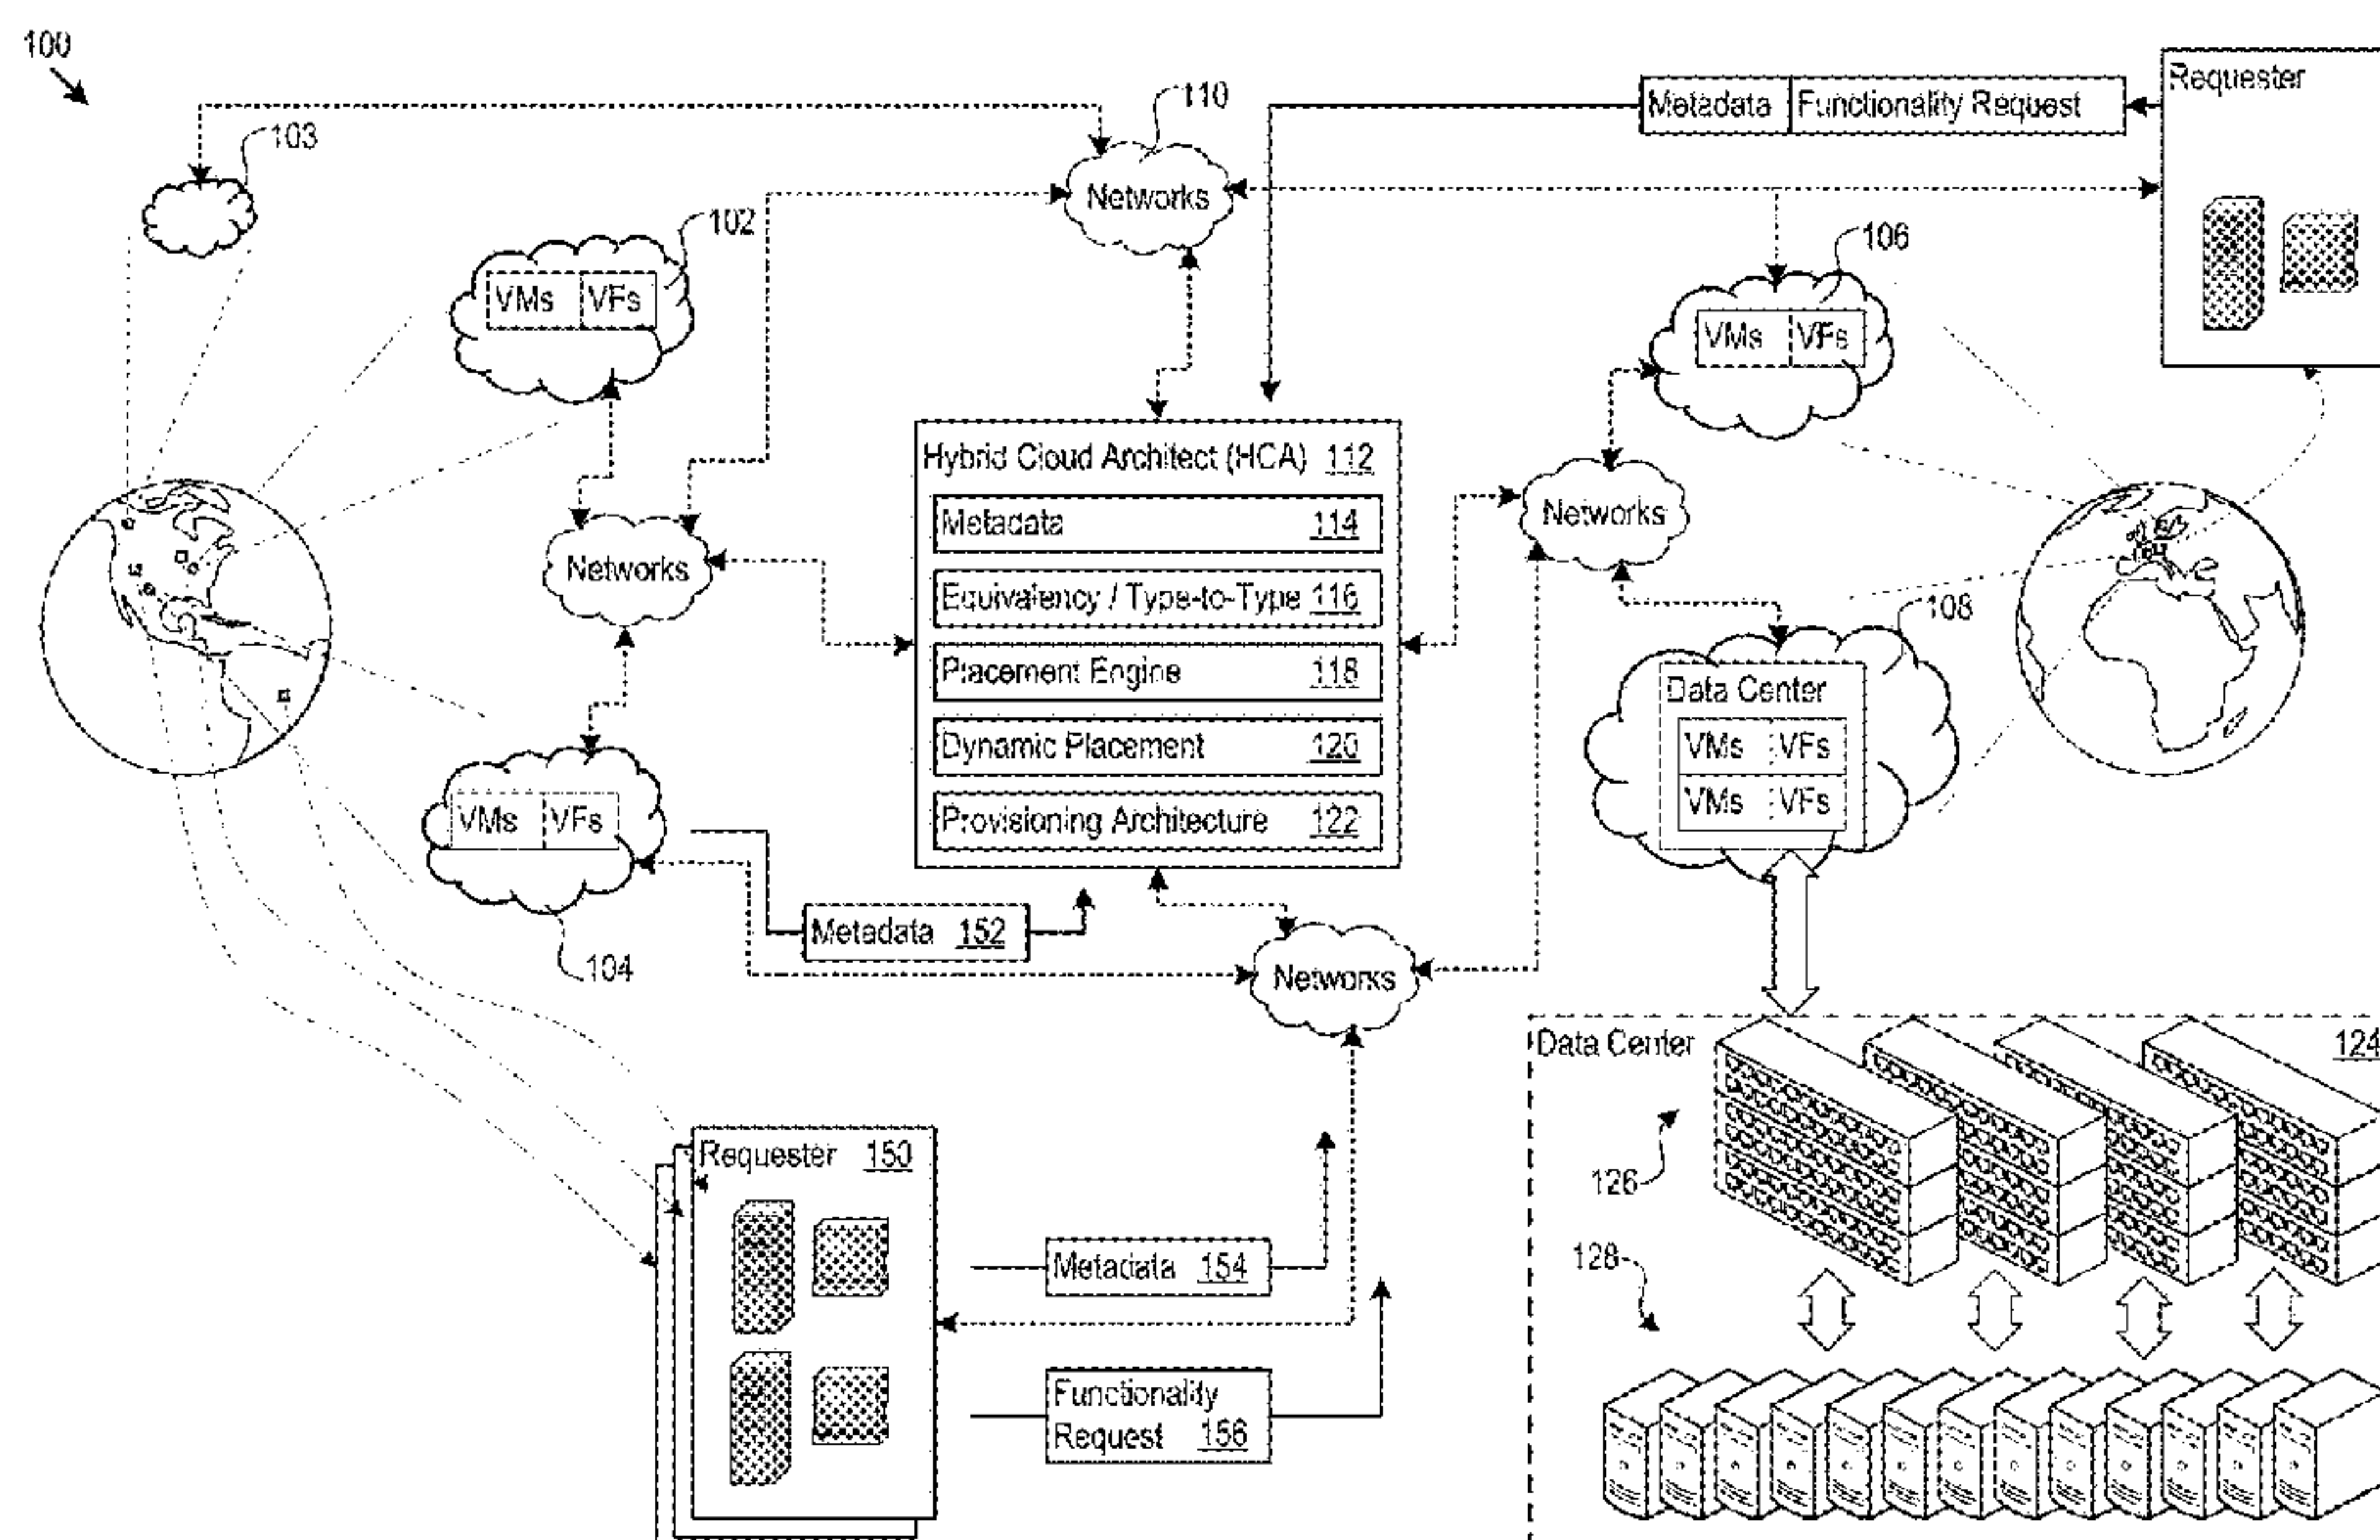 100
110
Metadata Functionality Request
Requester
103
Networks
102
106
VMs VFs
VMs VFs
Hybrid Cloud Architect (HCA) 112
Metadata 114
Networks
Networks
Equivalency / Type-to-Type 116
108
Placement Engine 118
Data Center
Dynamic Placement 120
VMs VFs
VMs VFs
VMs VFs
Provisioning Architecture 122
Metadata 152
104
Networks
Data Center 124
Requester 150
126
Metadata 154
128
Functionality
Request 156